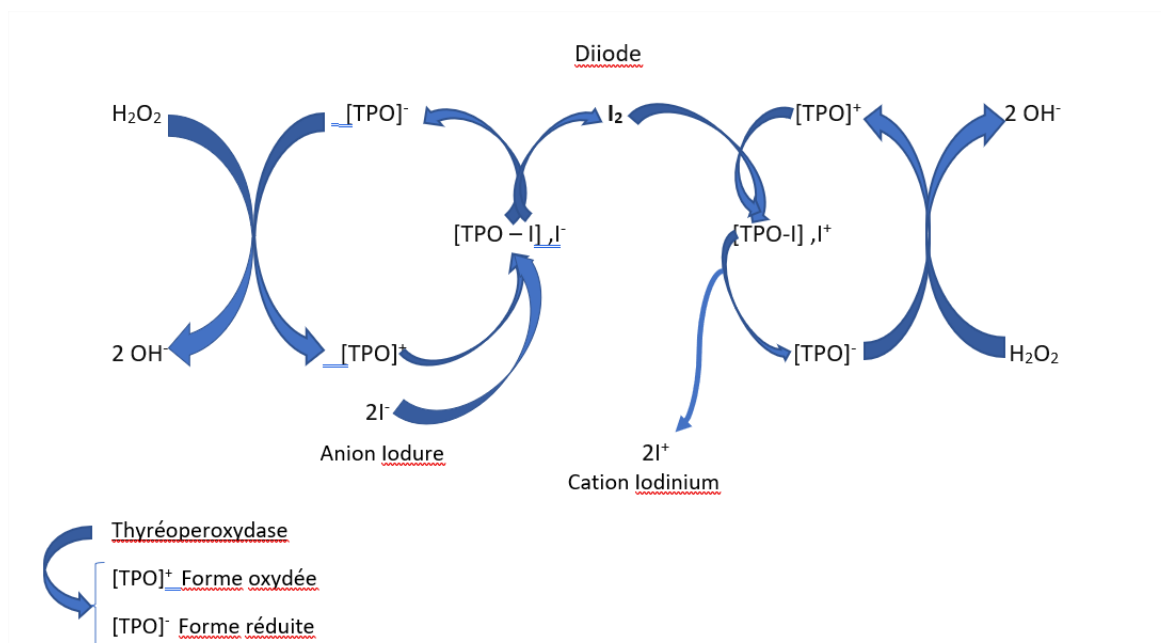 Diiode
H₂O₂ [TPO]⁻ I₂ [TPO]⁺ 2 OH⁻
[TPO – I] ,I⁻ [TPO-I] ,I⁺
2 OH⁻ [TPO]⁺ [TPO]⁻ H₂O₂
2I⁻
Anion Iodure 2I⁺
Cation Iodinium
Thyréoperoxydase
[TPO]⁺ Forme oxydée
[TPO]⁻ Forme réduite